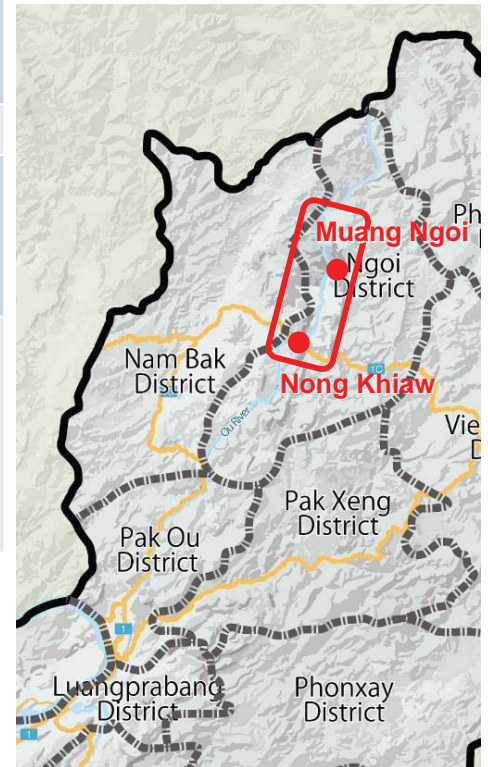 Ph
Muang Ngoi
Ngoi
District
Nam Bak
District
1C
Nong Khiaw
Ou River
Vie
D
Pak Xeng
District
Pak Ou
District
1
Luangprabang
District
Phonxay
District
1